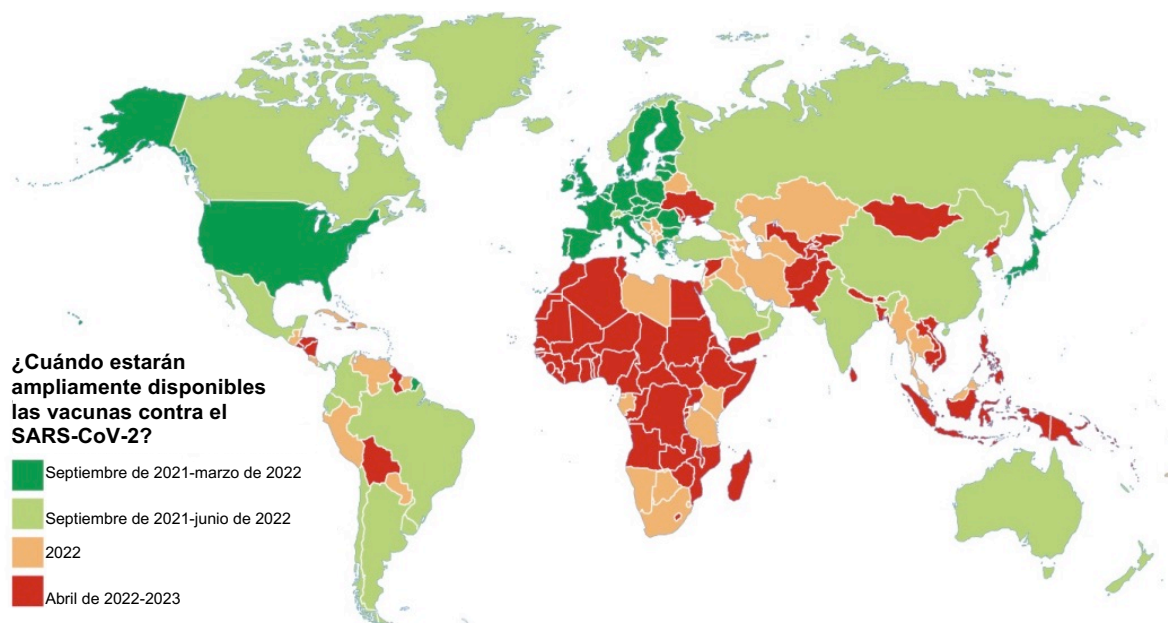 ¿Cuándo estarán
ampliamente disponibles
las vacunas contra el
SARS-CoV-2?
Septiembre de 2021-marzo de 2022
Septiembre de 2021-junio de 2022
2022
Abril de 2022-2023